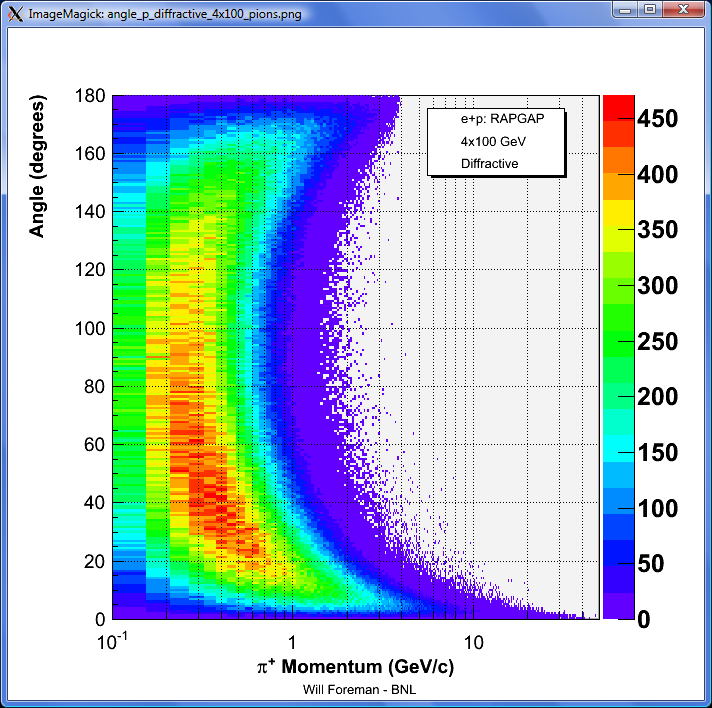 ImageMagick: angle_p_diffractive_4x100_pions.png
Angle (degrees)
180
160
140
120
100
80
60
40
20
0
e+p: RAPGAP
4x100 GeV
Diffractive
450
400
350
300
250
200
150
100
50
0
10⁻¹ 1 10
π⁺ Momentum (GeV/c)
Will Foreman - BNL